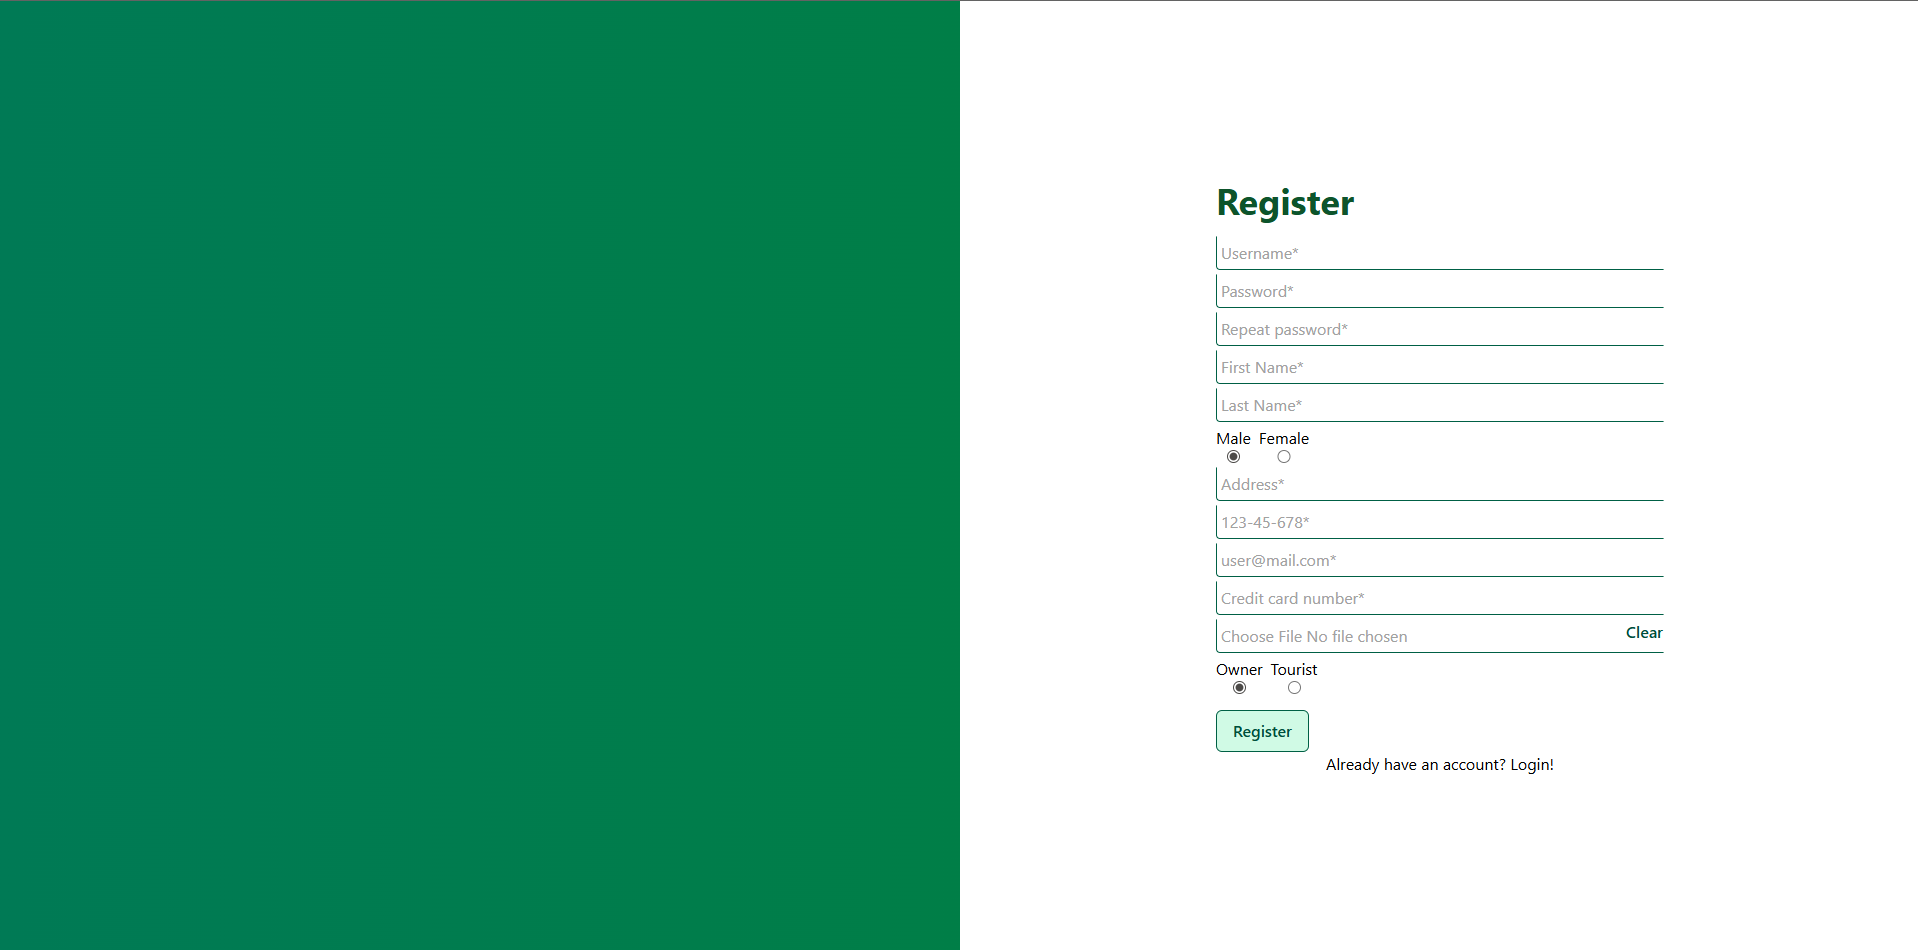 Register
Username*
Password*
Repeat password*
First Name*
Last Name*
Male Female
Address*
123-45-678*
user@mail.com*
Credit card number*
Choose File No file chosen Clear
Owner Tourist
Register
Already have an account? Login!